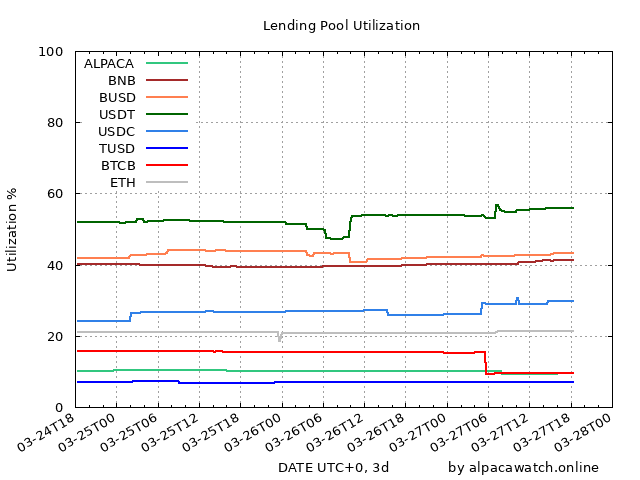 Lending Pool Utilization
Utilization %
100
80
60
40
20
0
ALPACA
BNB
BUSD
USDT
USDC
TUSD
BTCB
ETH
03-24T18
03-25T00
03-25T06
03-25T12
03-25T18
03-26T00
03-26T06
03-26T12
03-26T18
03-27T00
03-27T06
03-27T12
03-27T18
03-28T00
DATE UTC+0, 3d
by alpacawatch.online